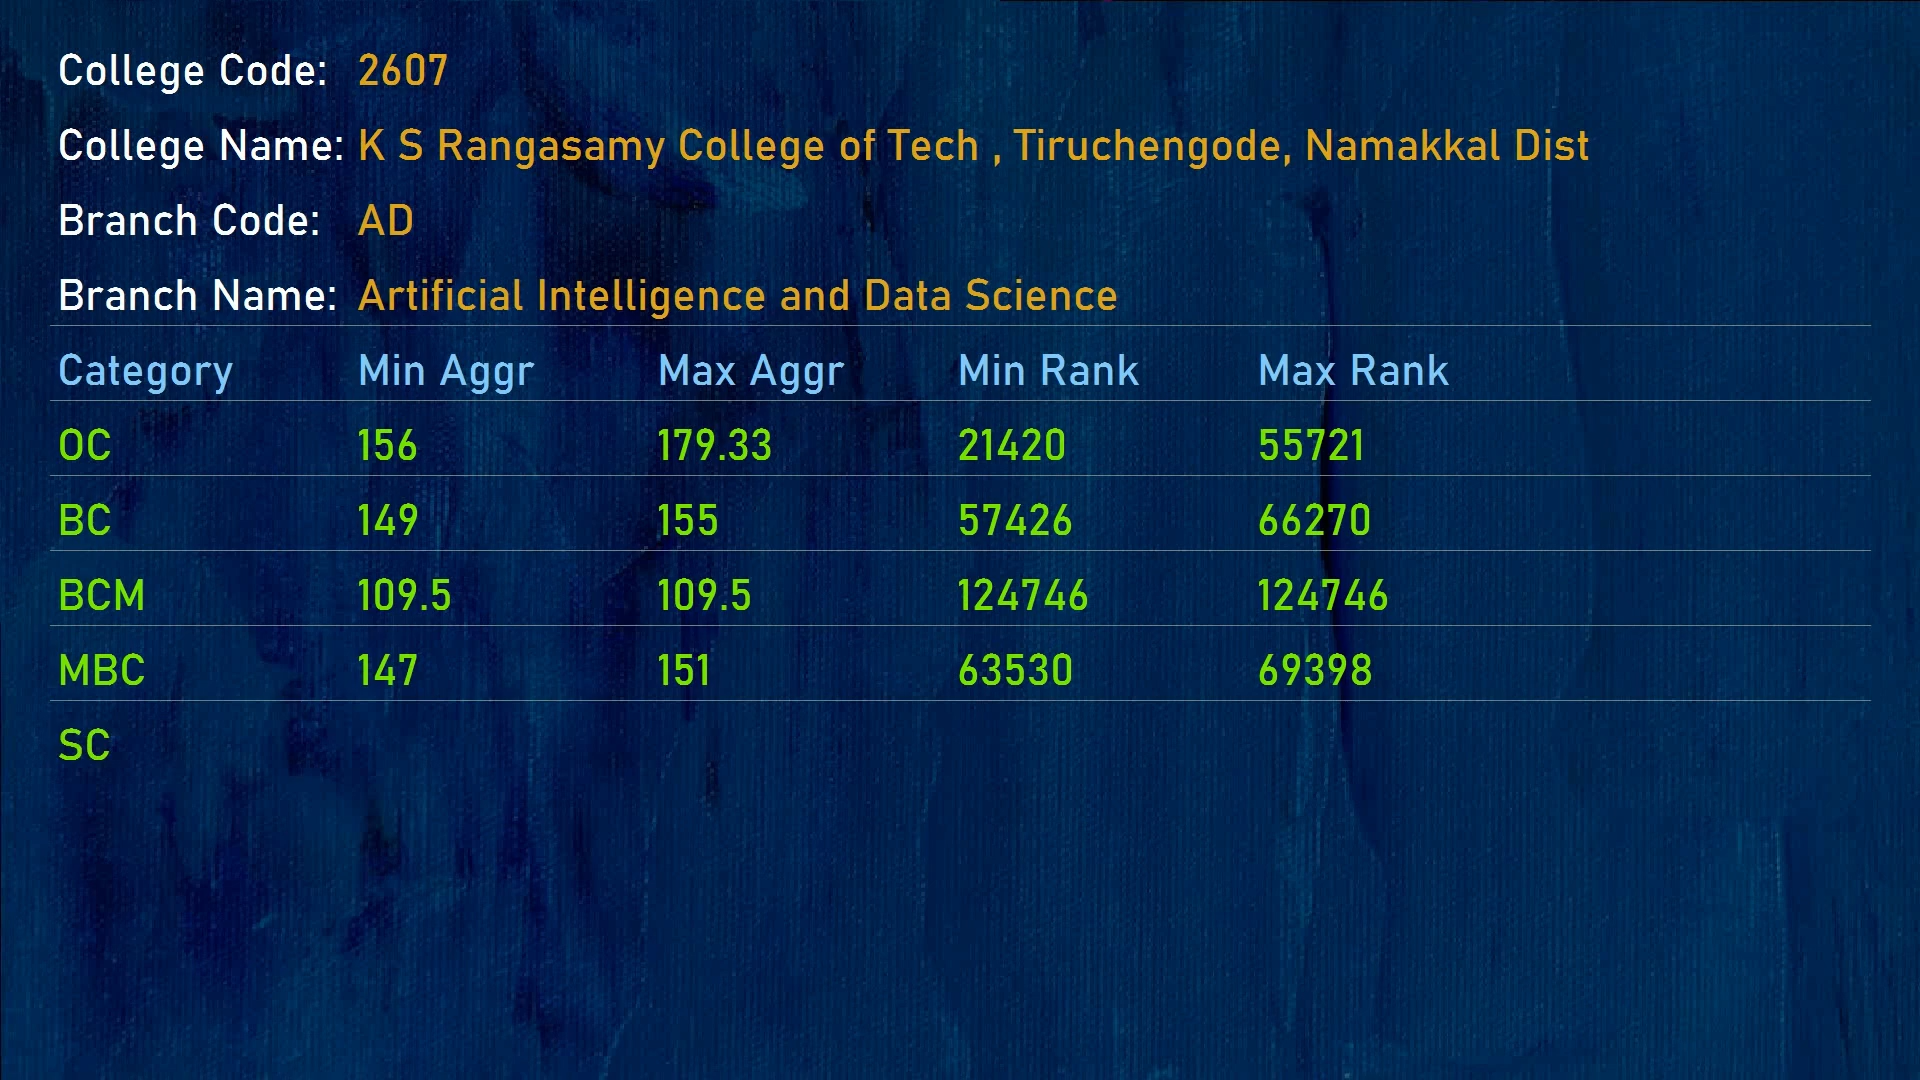 College Code: 2607
College Name: K S Rangasamy College of Tech , Tiruchengode, Namakkal Dist
Branch Code: AD
Branch Name: Artificial Intelligence and Data Science
Category Min Aggr Max Aggr Min Rank Max Rank
OC 156 179.33 21420 55721
BC 149 155 57426 66270
BCM 109.5 109.5 124746 124746
MBC 147 151 63530 69398
SC